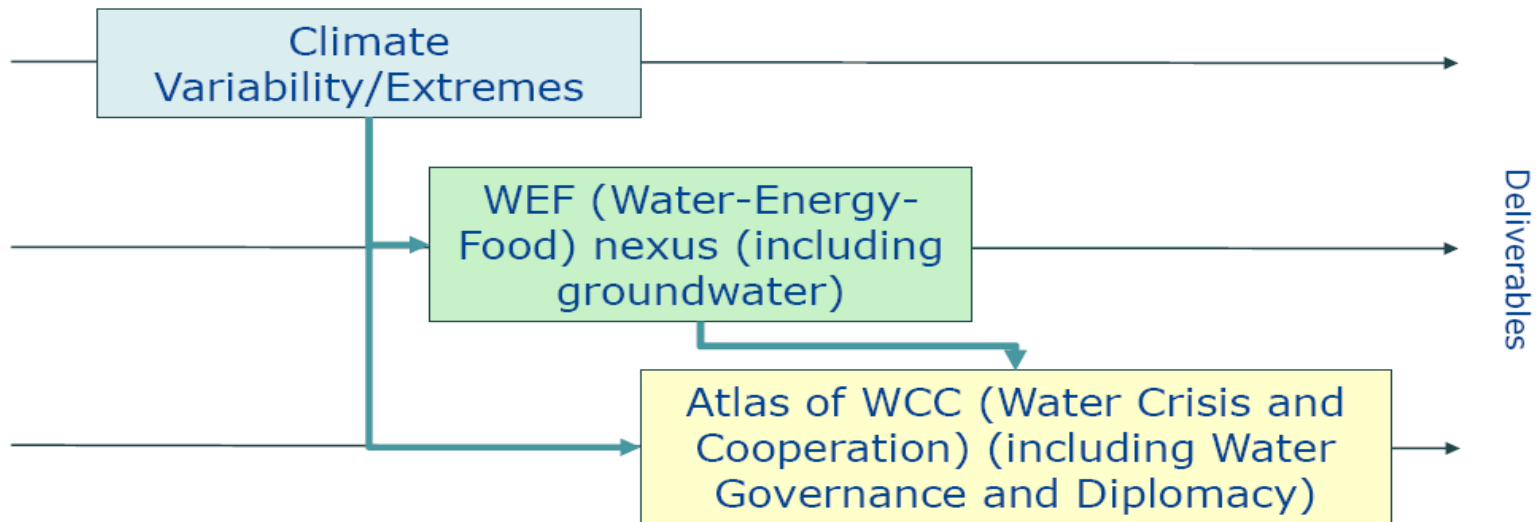 Climate
Variability/Extremes
WEF (Water-Energy-
Food) nexus (including
groundwater)
Atlas of WCC (Water Crisis and
Cooperation) (including Water
Governance and Diplomacy)
Deliverables